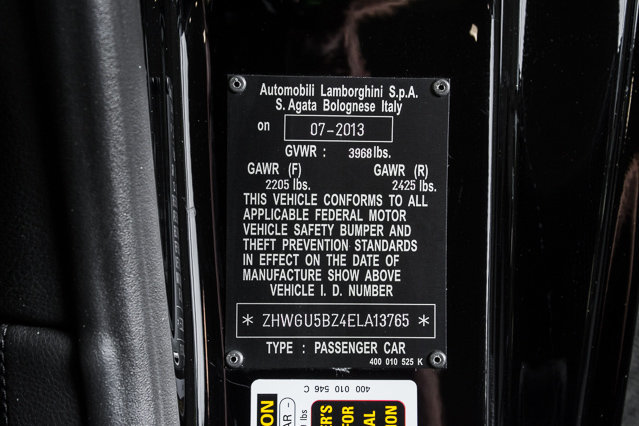 Automobili Lamborghini S.p.A.
S. Agata Bolognese Italy
on 07-2013
GVWR : 3968 lbs.
GAWR (F) GAWR (R)
2205 lbs. 2425 lbs.
THIS VEHICLE CONFORMS TO ALL
APPLICABLE FEDERAL MOTOR
VEHICLE SAFETY BUMPER AND
THEFT PREVENTION STANDARDS
IN EFFECT ON THE DATE OF
MANUFACTURE SHOW ABOVE
VEHICLE I. D. NUMBER
* ZHWGU5BZ4ELA13765 *
TYPE : PASSENGER CAR
400 010 525 K
400 010 546 C